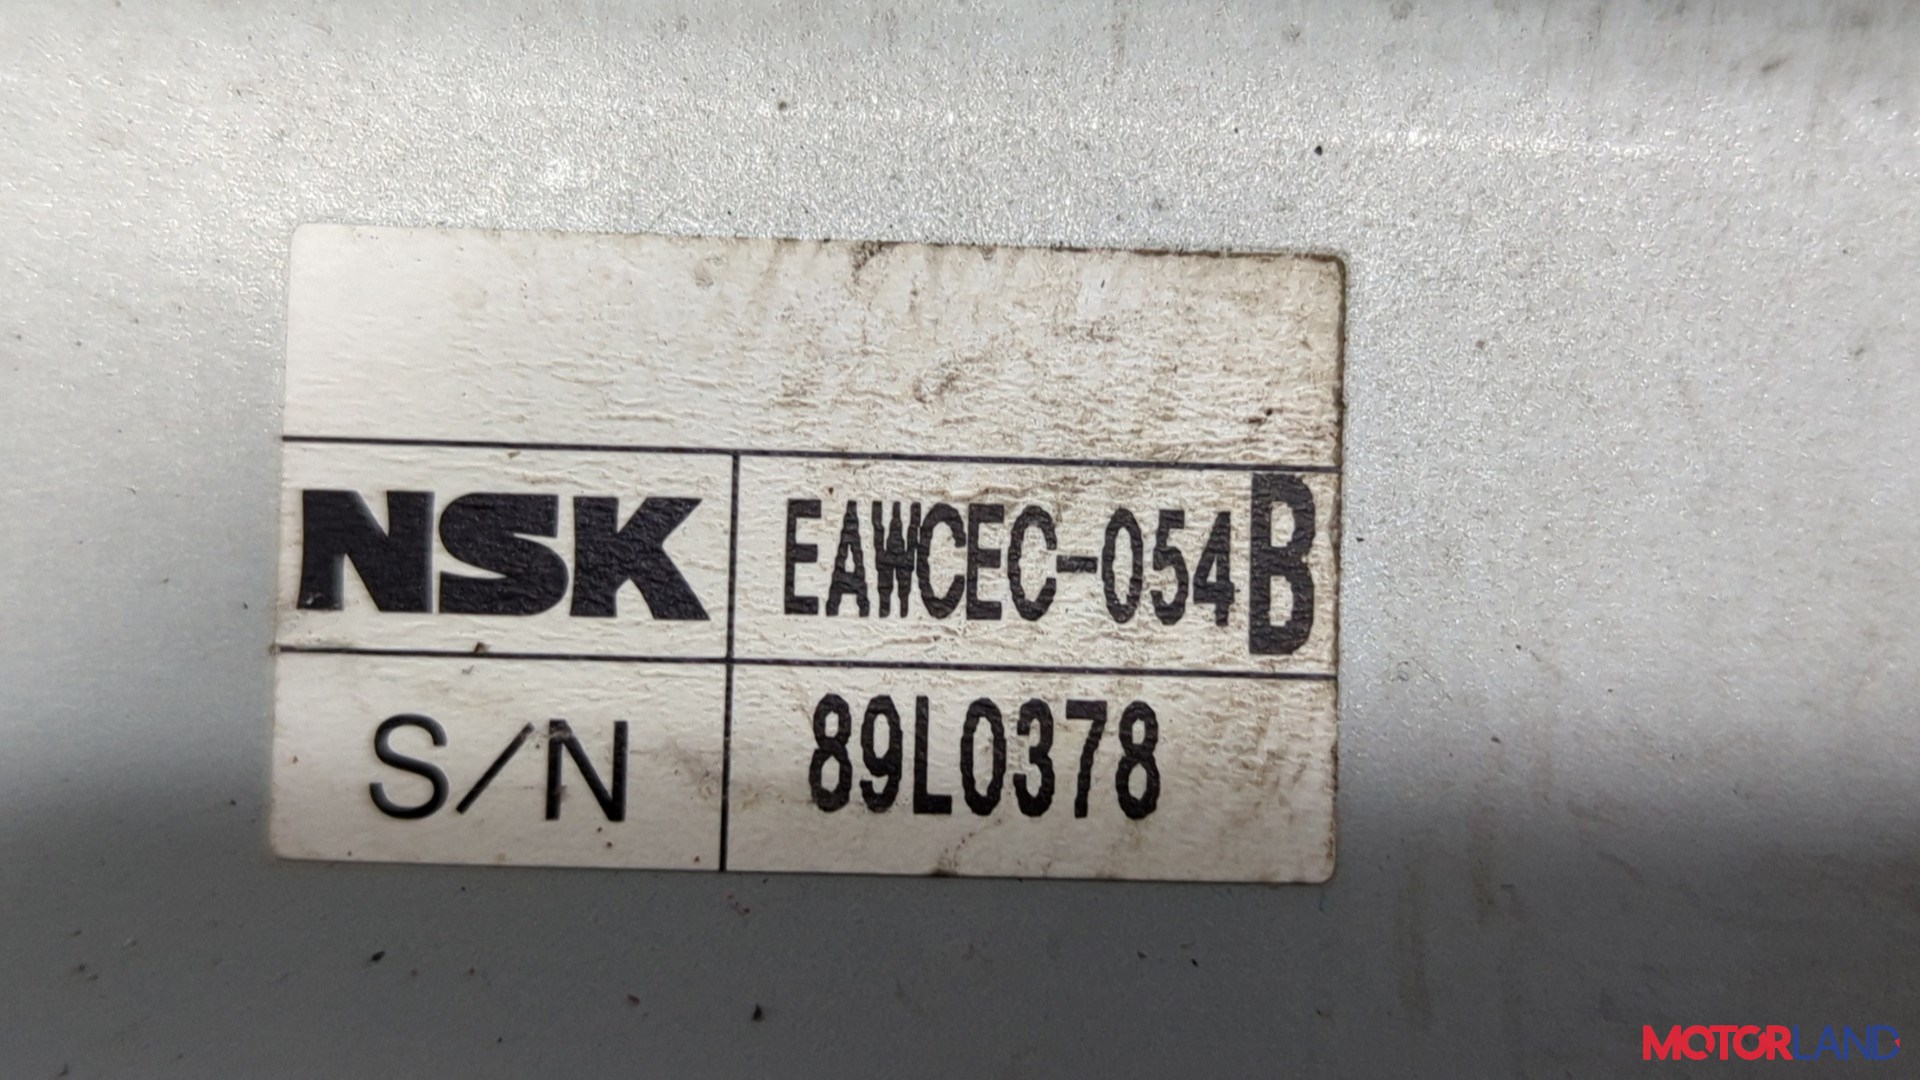 NSK EAWCEC-054B
S/N 89L0378
MOTORLAND